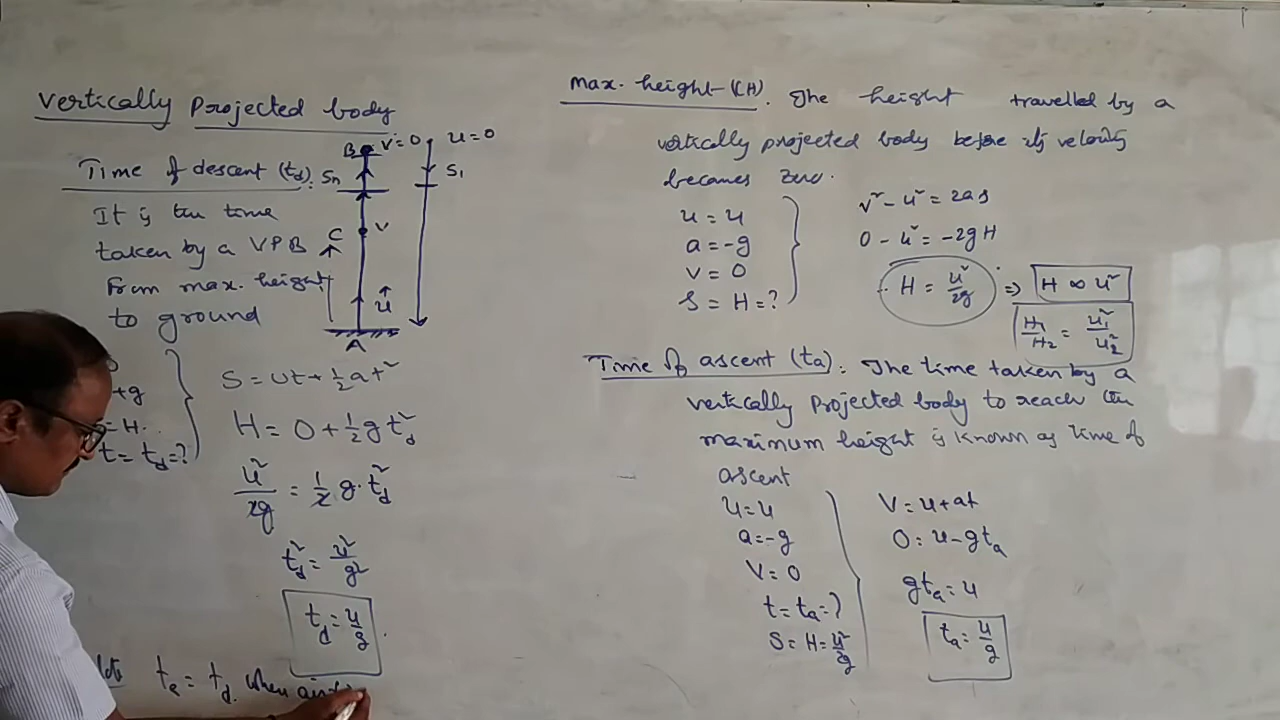 Vertically Projected body
Time of descent (td):
It is the time
taken by a VPB
From max. height
to ground
B V=0 u=0
Sn S1
C V
u
A
+g
= H.
t = td = ?
S = ut + ½at²
H = 0 + ½gtd²
u²/2g = ½ g·td²
td² = u²/g²
td = u/g
ta = td. when air
max. height (H). The height travelled by a
vertically projected body before its velocity
becomes zero.
u = u
a = -g
v = 0
S = H = ?
v² - u² = 2as
0 - u² = -2gH
H = u²/2g ⇒ H ∝ u²
H1/H2 = u1²/u2²
Time of ascent (ta): The time taken by a
vertically Projected body to reach the
maximum height is known as time of
ascent
u = u
a = -g
V = 0
t = ta = ?
S = H = u²/g
V = u + at
0 = u - gta
gta = u
ta = u/g